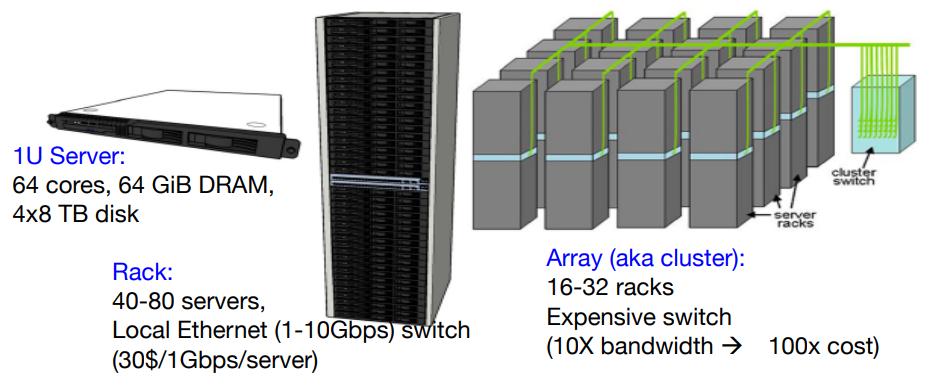 1U Server:
64 cores, 64 GiB DRAM,
4x8 TB disk
Rack:
40-80 servers,
Local Ethernet (1-10Gbps) switch
(30$/1Gbps/server)
cluster
switch
server
racks
Array (aka cluster):
16-32 racks
Expensive switch
(10X bandwidth → 100x cost)